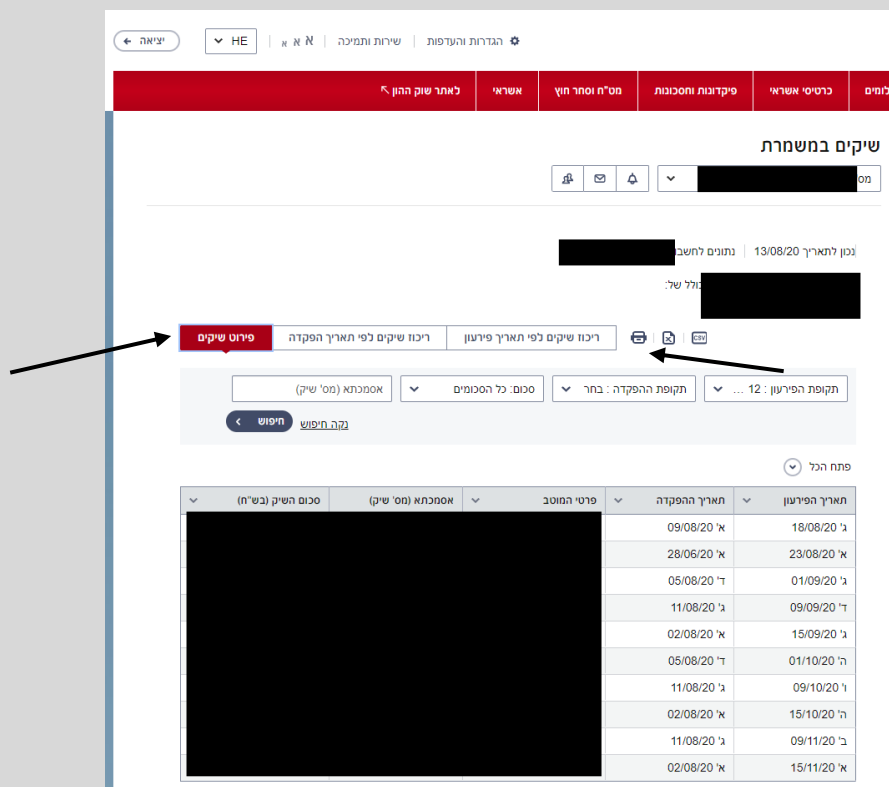 הגדרות והעדפות | שירות ותמיכה | א א א | HE יציאה
כרטיסי אשראי פיקדונות וחסכונות מט"ח וסחר חוץ אשראי לאתר שוק ההון
שיקים במשמרת
נכון לתאריך 13/08/20 | נתונים לחשבו
של:
CSV ריכוז שיקים לפי תאריך פירעון ריכוז שיקים לפי תאריך הפקדה פירוט שיקים
תקופת הפירעון : 12 ... תקופת ההפקדה : בחר סכום: כל הסכומים אסמכתא (מס' שיק)
נקה חיפוש חיפוש
פתח הכל
תאריך הפירעון תאריך ההפקדה פרטי המוטב אסמכתא (מס' שיק) סכום השיק (בש"ח)
ג' 18/08/20 א' 09/08/20
א' 23/08/20 א' 28/06/20
ג' 01/09/20 ד' 05/08/20
ד' 09/09/20 ג' 11/08/20
ג' 15/09/20 א' 02/08/20
ה' 01/10/20 ד' 05/08/20
ו' 09/10/20 ג' 11/08/20
ה' 15/10/20 א' 02/08/20
ב' 09/11/20 ג' 11/08/20
א' 15/11/20 א' 02/08/20